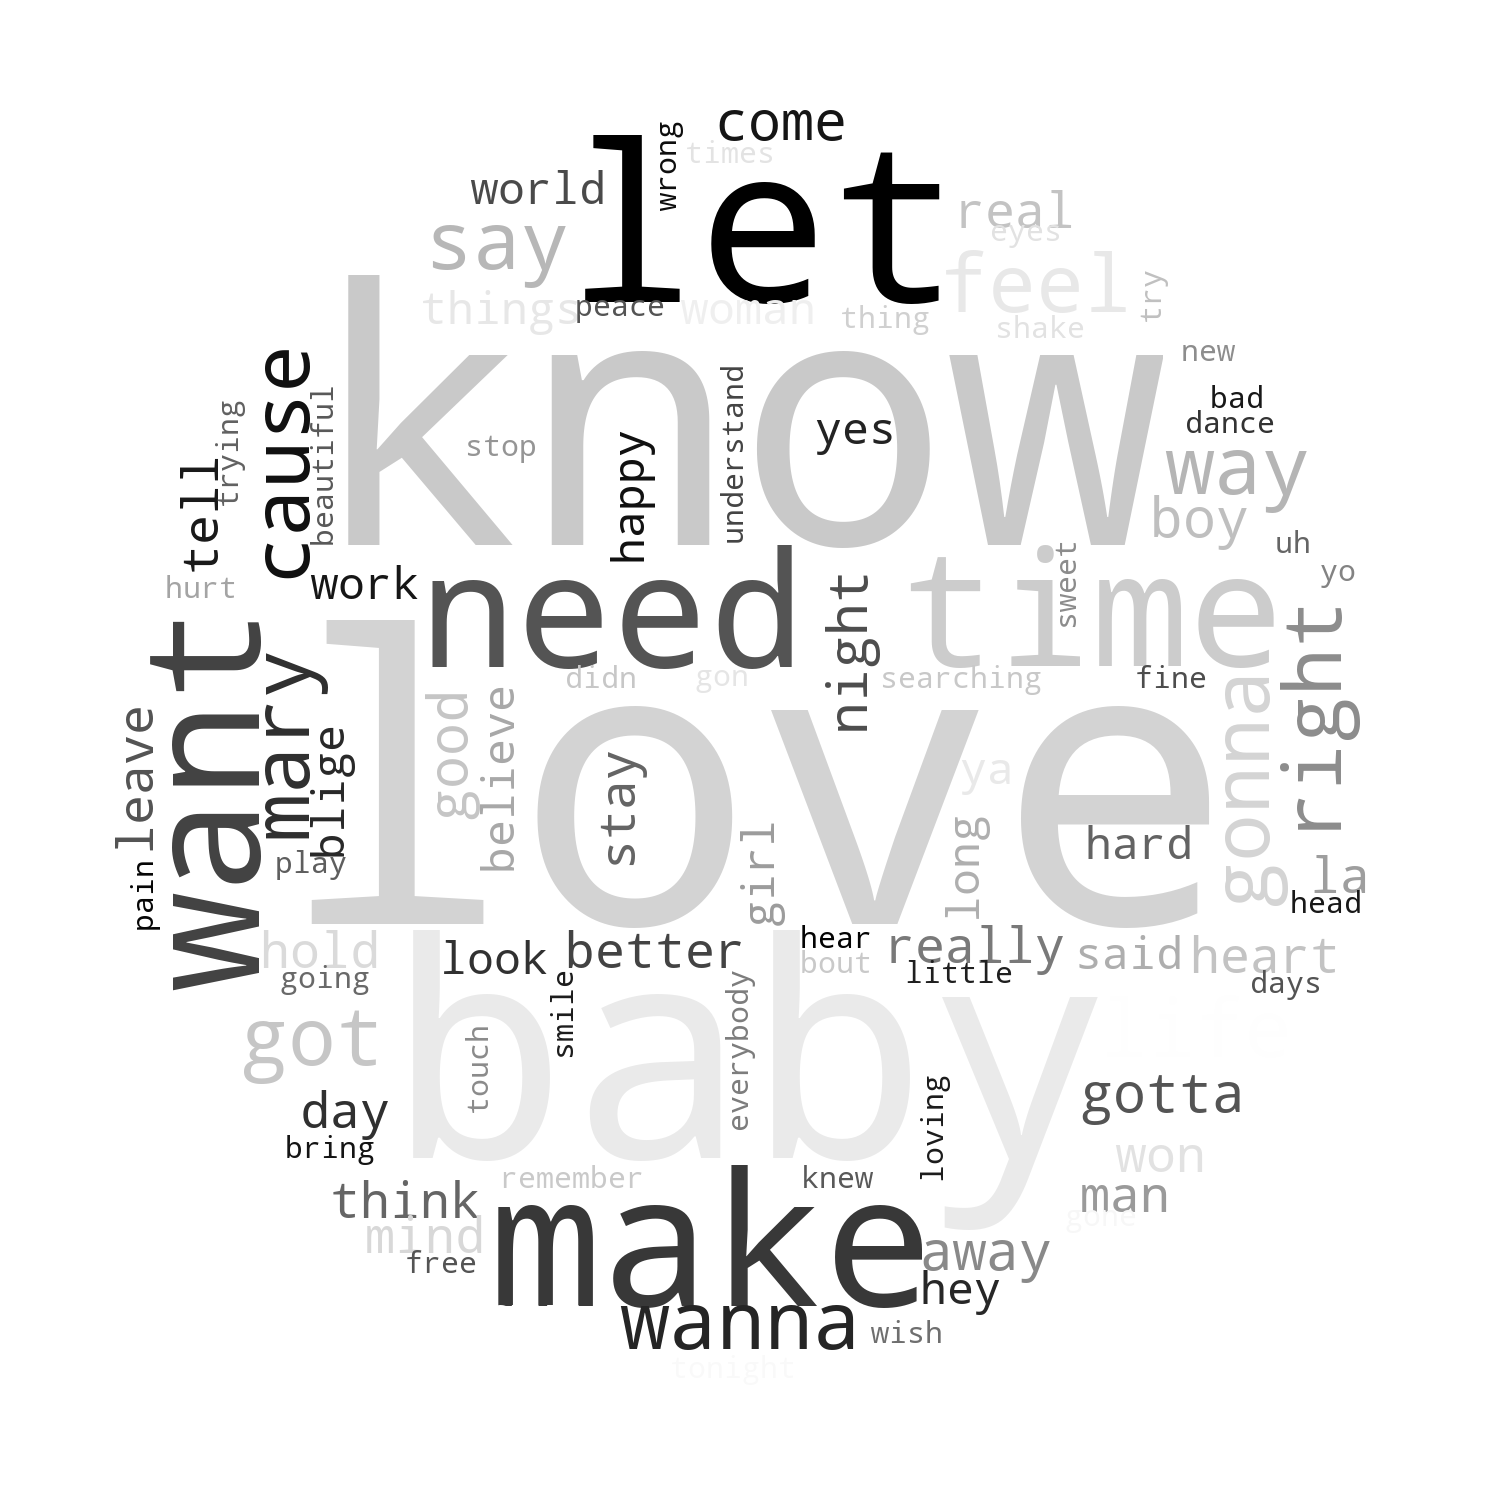 come
wrong
times
let
world
real
say
eyes
feel
things
peace
woman
thing
shake
try
know
new
cause
beautiful
trying
bad
dance
stop
happy
understand
yes
way
tell
boy
uh
hurt
work
need
night
time
sweet
yo
want
mary
love
didn
gon
searching
fine
right
leave
blige
good
believe
stay
ya
gonna
girl
long
hard
pain
play
la
head
hold
look
better
hear
really
said
heart
bout
little
going
days
smile
baby
everybody
got
touch
day
loving
gotta
bring
won
think
remember
make
knew
man
gone
mind
free
away
hey
wanna
wish
tonight